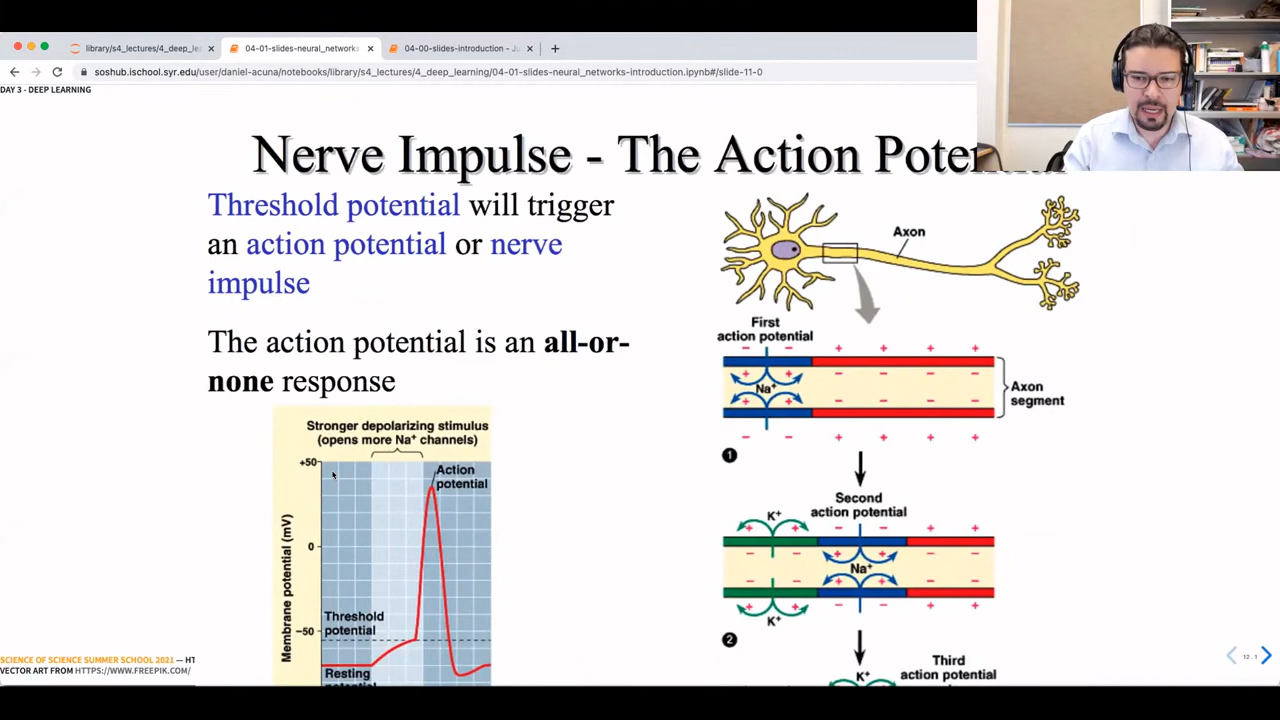 library/s4_lectures/4_deep_le
04-01-slides-neural_networks
04-00-slides-introduction - Ju
soshub.ischool.syr.edu/user/daniel-acuna/notebooks/library/s4_lectures/4_deep_learning/04-01-slides-neural_networks-introduction.ipynb#/slide-11-0
DAY 3 - DEEP LEARNING
Nerve Impulse - The Action Poten
Threshold potential will trigger
an action potential or nerve
impulse
The action potential is an all-or-
none response
Stronger depolarizing stimulus
(opens more Na⁺ channels)
+50
Action
potential
Membrane potential (mV)
0
Threshold
potential
−50
Resting
Axon
First
action potential
− − + + +
+ + − − −
Na⁺
+ + − − −
− − + + +
Axon
segment
1
Second
action potential
K⁺
+ + − − + +
− − + + − −
Na⁺
− − + + − −
+ + − − + +
K⁺
2
Third
action potential
K⁺
SCIENCE OF SCIENCE SUMMER SCHOOL 2021 — HT
VECTOR ART FROM HTTPS://WWW.FREEPIK.COM/
12.1